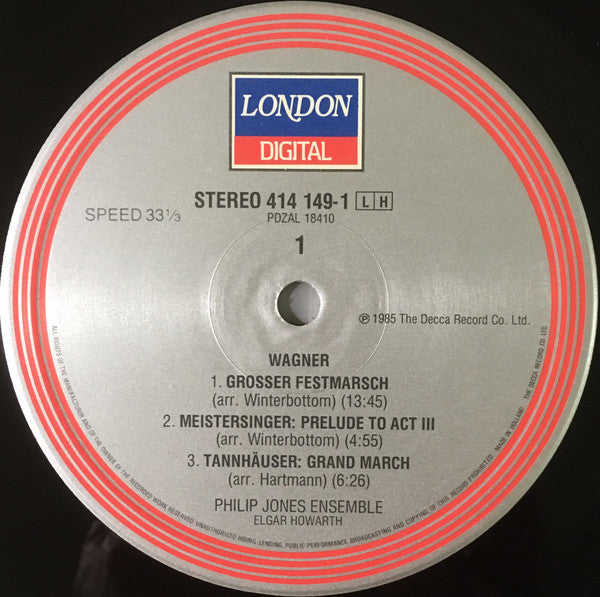 LONDON
DIGITAL
STEREO 414 149-1 L H
PDZAL 18410
SPEED 33 1/3
1
℗ 1985 The Decca Record Co. Ltd.
WAGNER
1. GROSSER FESTMARSCH
(arr. Winterbottom) (13:45)
2. MEISTERSINGER: PRELUDE TO ACT III
(arr. Winterbottom) (4:55)
3. TANNHÄUSER: GRAND MARCH
(arr. Hartmann) (6:26)
PHILIP JONES ENSEMBLE
ELGAR HOWARTH
ALL RIGHTS OF THE MANUFACTURER AND OF THE OWNER OF THE RECORDED WORK RESERVED. UNAUTHORISED HIRING, LENDING, PUBLIC PERFORMANCE, BROADCASTING AND COPYING OF THIS RECORD PROHIBITED. MADE IN HOLLAND. THE DECCA RECORD CO LTD.